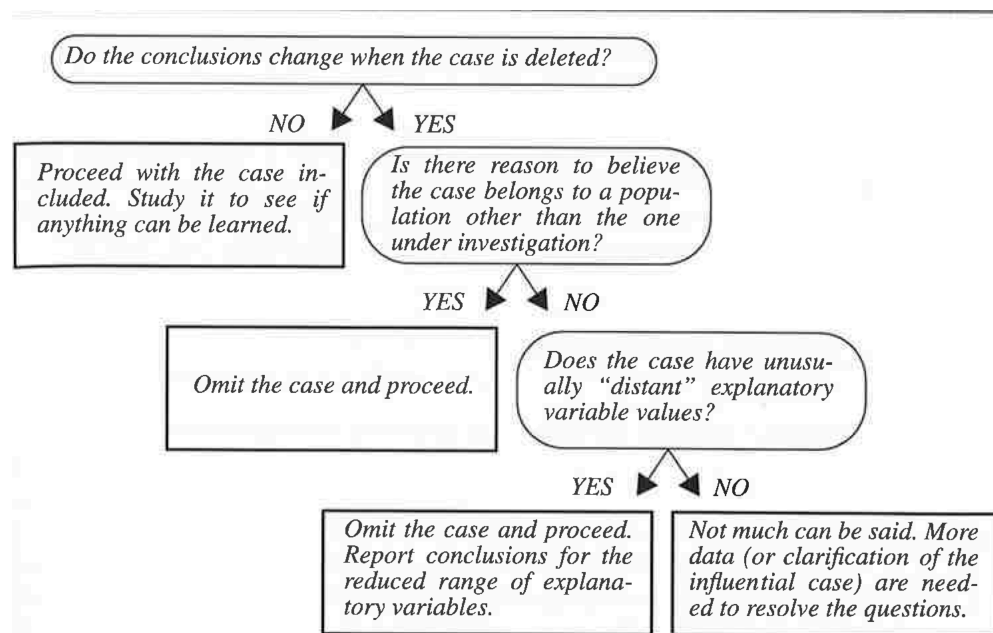 Do the conclusions change when the case is deleted?
NO
YES
Proceed with the case in-
cluded. Study it to see if
anything can be learned.
Is there reason to believe
the case belongs to a popu-
lation other than the one
under investigation?
YES
NO
Omit the case and proceed.
Does the case have unusu-
ally “distant” explanatory
variable values?
YES
NO
Omit the case and proceed.
Report conclusions for the
reduced range of explana-
tory variables.
Not much can be said. More
data (or clarification of the
influential case) are need-
ed to resolve the questions.